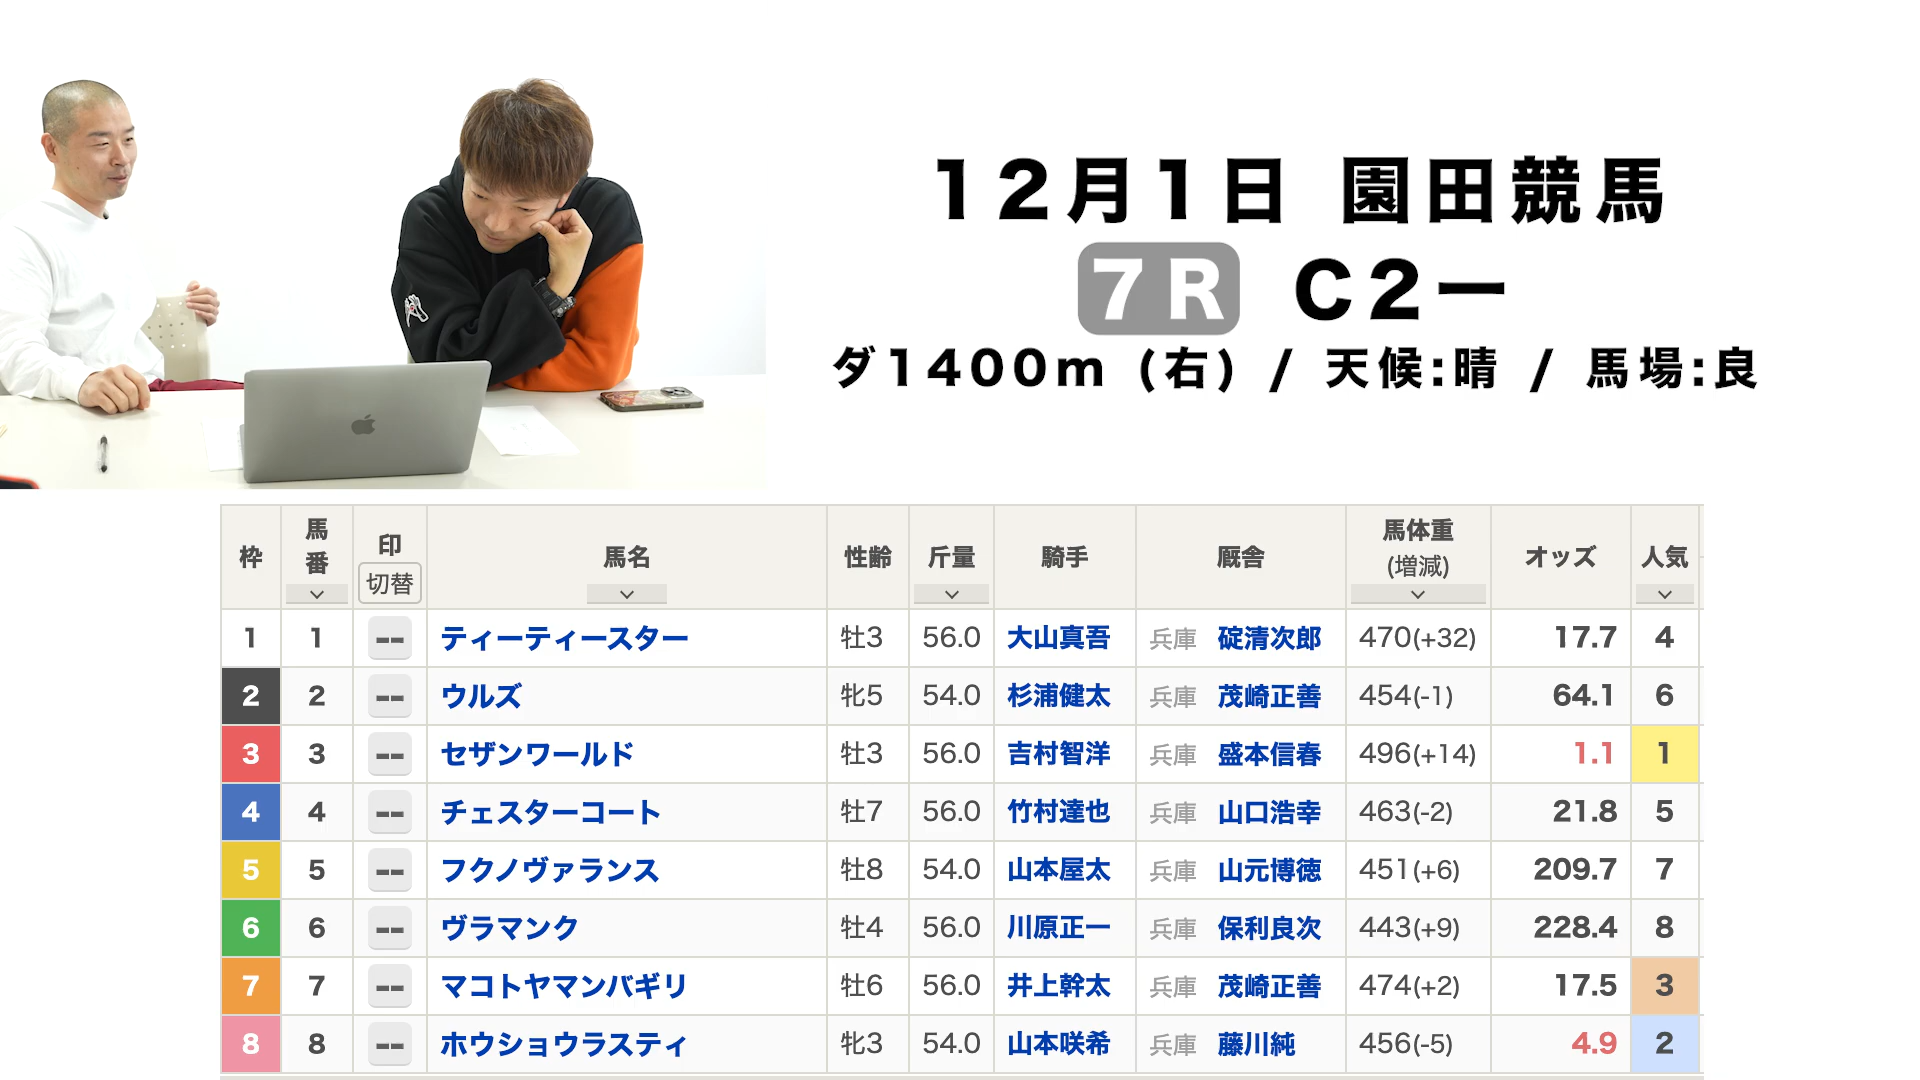 12月1日 園田競馬
7R C2一
ダ1400m (右) / 天候:晴 / 馬場:良
枠 馬番 印 切替 馬名 性齢 斤量 騎手 厩舎 馬体重(増減) オッズ 人気
1 1 -- ティーティースター 牡3 56.0 大山真吾 兵庫 碇清次郎 470(+32) 17.7 4
2 2 -- ウルズ 牝5 54.0 杉浦健太 兵庫 茂崎正善 454(-1) 64.1 6
3 3 -- セザンワールド 牡3 56.0 吉村智洋 兵庫 盛本信春 496(+14) 1.1 1
4 4 -- チェスターコート 牡7 56.0 竹村達也 兵庫 山口浩幸 463(-2) 21.8 5
5 5 -- フクノヴァランス 牡8 54.0 山本屋太 兵庫 山元博徳 451(+6) 209.7 7
6 6 -- ヴラマンク 牡4 56.0 川原正一 兵庫 保利良次 443(+9) 228.4 8
7 7 -- マコトヤマンバギリ 牡6 56.0 井上幹太 兵庫 茂崎正善 474(+2) 17.5 3
8 8 -- ホウショウラスティ 牝3 54.0 山本咲希 兵庫 藤川純 456(-5) 4.9 2